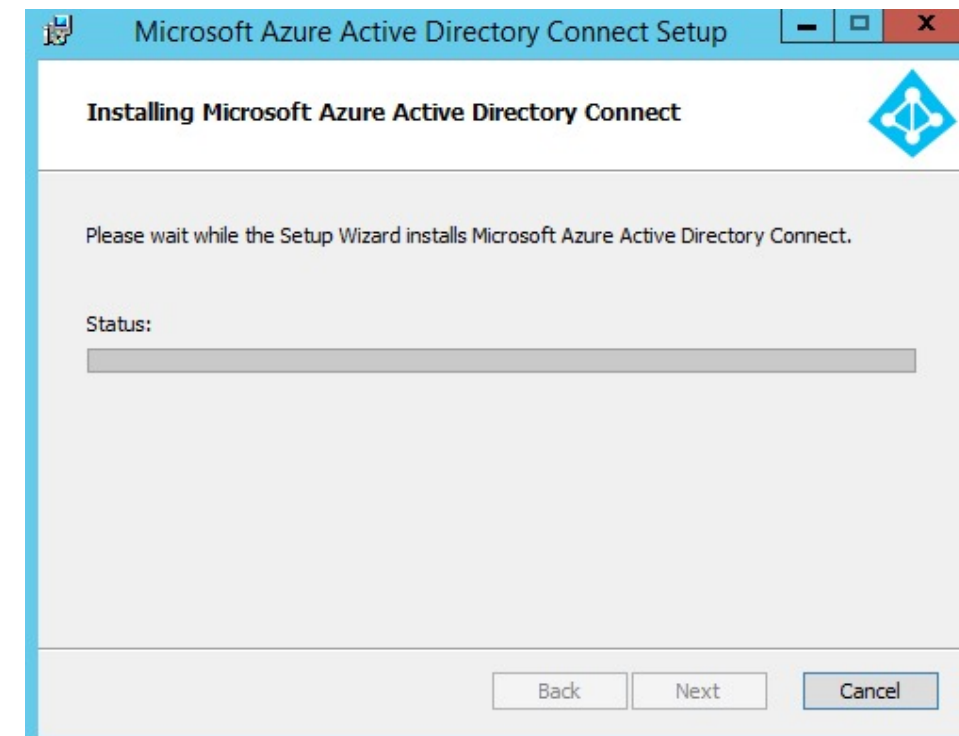 Microsoft Azure Active Directory Connect Setup
Installing Microsoft Azure Active Directory Connect
Please wait while the Setup Wizard installs Microsoft Azure Active Directory Connect.
Status:
Back Next Cancel